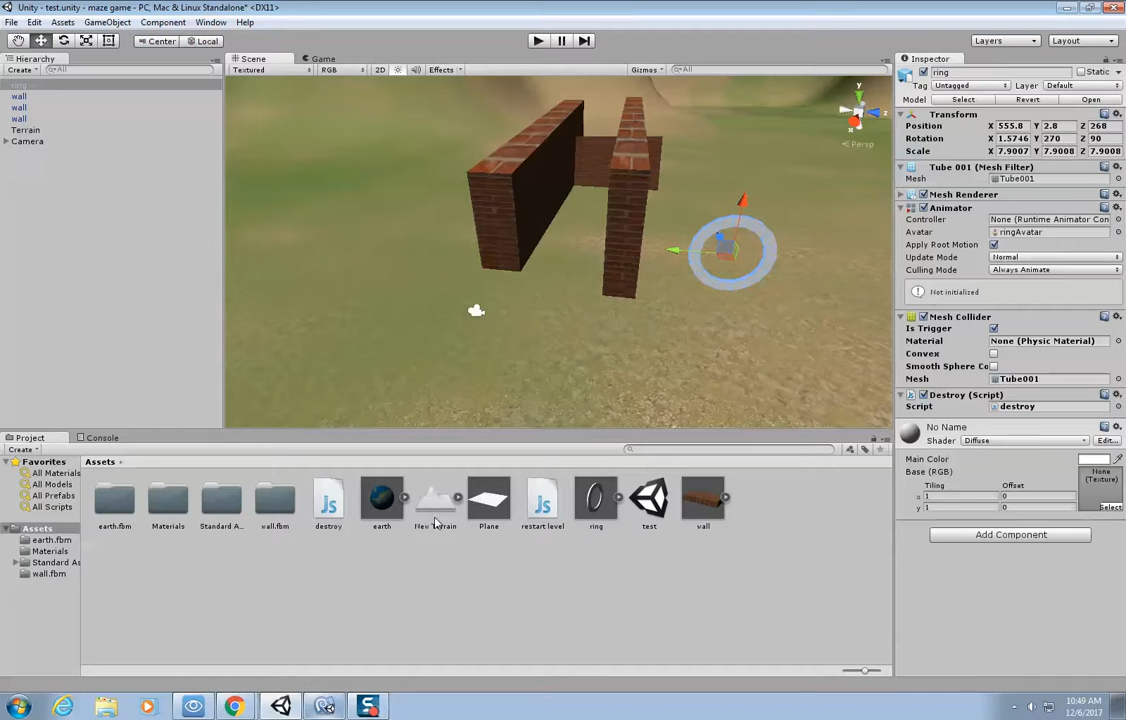 Unity - test.unity - maze game - PC, Mac & Linux Standalone* <DX11>
File Edit Assets GameObject Component Window Help
Center Local Layers Layout
Hierarchy
Create All
ring
wall
wall
wall
Terrain
Camera
Scene Game
Textured RGB 2D Effects Gizmos All
y
z
x
Persp
Inspector
ring Static
Tag Untagged Layer Default
Model Select Revert Open
Transform
Position X 555.8 Y 2.8 Z 268
Rotation X 1.5746 Y 270 Z 90
Scale X 7.9007 Y 7.9008 Z 7.9008
Tube 001 (Mesh Filter)
Mesh Tube001
Mesh Renderer
Animator
Controller None (Runtime Animator Con
Avatar ringAvatar
Apply Root Motion
Update Mode Normal
Culling Mode Always Animate
Not initialized
Mesh Collider
Is Trigger
Material None (Physic Material)
Convex
Smooth Sphere Co
Mesh Tube001
Destroy (Script)
Script destroy
No Name
Shader Diffuse Edit...
Main Color
Base (RGB)
None
(Texture)
Tiling Offset
x 1 0
y 1 0
Select
Add Component
Project Console
Create
Favorites
All Materials
All Models
All Prefabs
All Scripts
Assets
earth.fbm
Materials
Standard As
wall.fbm
Assets
earth.fbm Materials Standard A... wall.fbm destroy earth New Terrain Plane restart level ring test wall
10:49 AM
12/6/2017